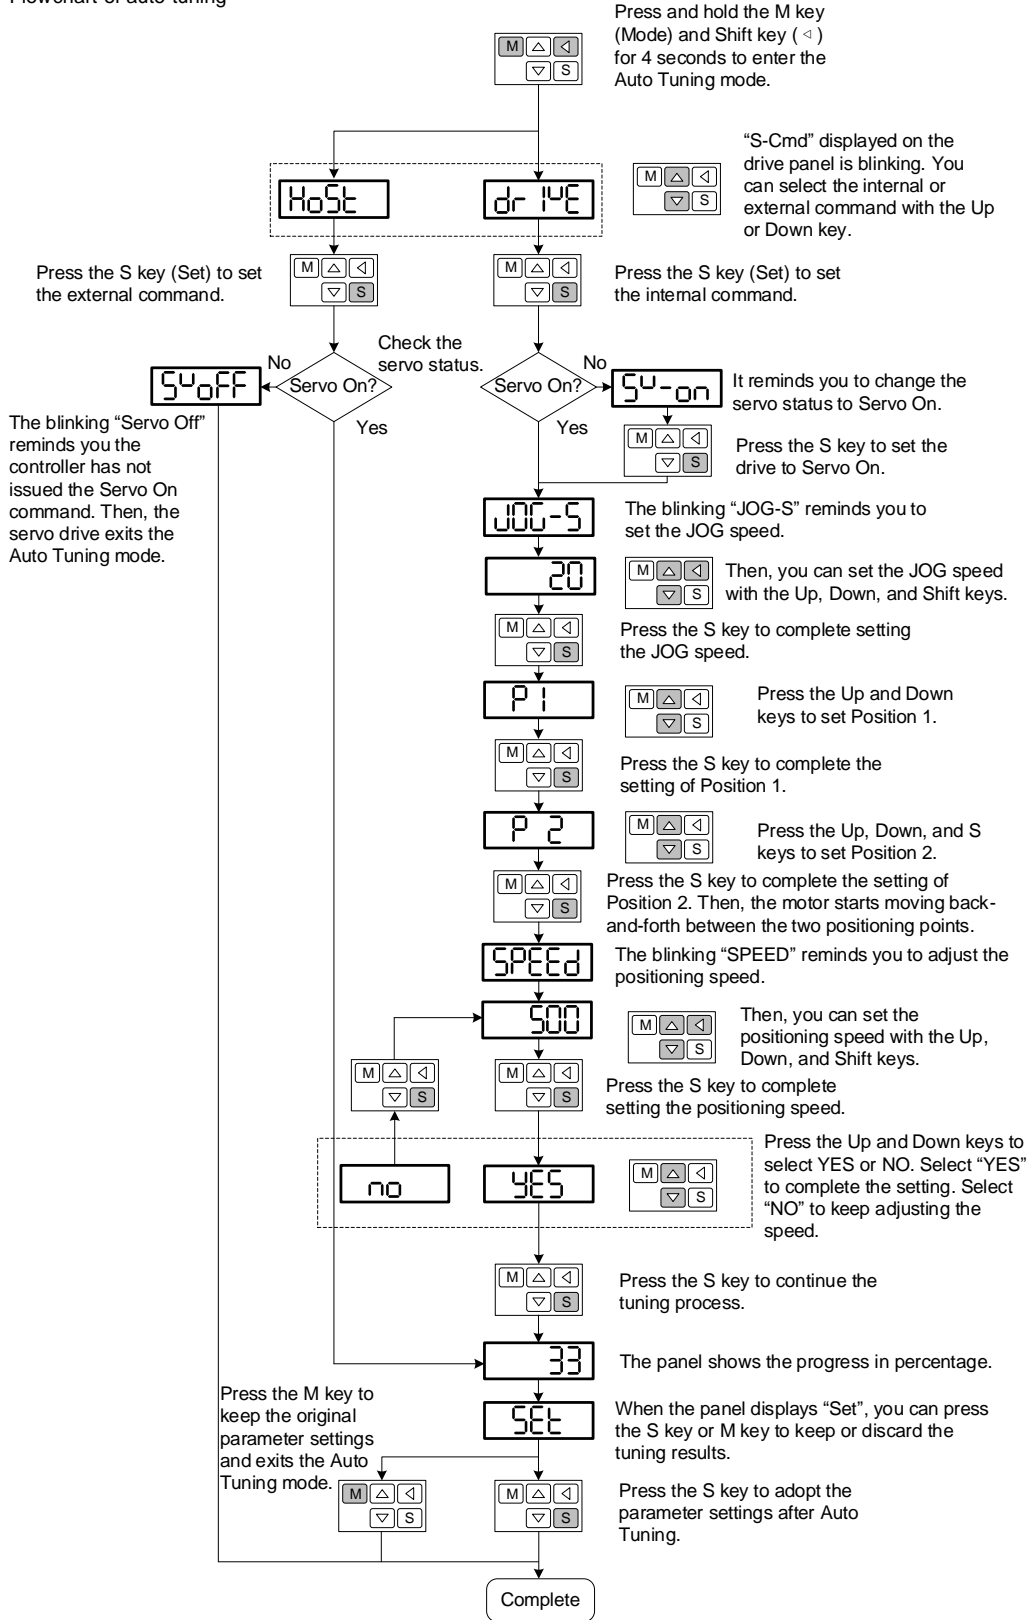 Flowchart of auto tuning
Press and hold the M key
(Mode) and Shift key ( ◁ )
for 4 seconds to enter the
Auto Tuning mode.
M
S
"S-Cmd" displayed on the
drive panel is blinking. You
can select the internal or
external command with the Up
or Down key.
HoSt
drIvE
M
S
Press the S key (Set) to set
the external command.
M
S
M
S
Press the S key (Set) to set
the internal command.
Check the
servo status.
No
Servo On?
Yes
SvoFF
The blinking "Servo Off"
reminds you the
controller has not
issued the Servo On
command. Then, the
servo drive exits the
Auto Tuning mode.
Servo On?
No
Yes
Sv-on
It reminds you to change the
servo status to Servo On.
M
S
Press the S key to set the
drive to Servo On.
JOG-S
The blinking "JOG-S" reminds you to
set the JOG speed.
20
M
S
Then, you can set the JOG speed
with the Up, Down, and Shift keys.
M
S
Press the S key to complete setting
the JOG speed.
P1
M
S
Press the Up and Down
keys to set Position 1.
M
S
Press the S key to complete the
setting of Position 1.
P 2
M
S
Press the Up, Down, and S
keys to set Position 2.
M
S
Press the S key to complete the setting of
Position 2. Then, the motor starts moving back-
and-forth between the two positioning points.
SPEEd
The blinking "SPEED" reminds you to adjust the
positioning speed.
500
M
S
Then, you can set the
positioning speed with the Up,
Down, and Shift keys.
M
S
M
S
Press the S key to complete
setting the positioning speed.
no
YES
M
S
Press the Up and Down keys to
select YES or NO. Select "YES"
to complete the setting. Select
"NO" to keep adjusting the
speed.
M
S
Press the S key to continue the
tuning process.
33
The panel shows the progress in percentage.
SEt
When the panel displays "Set", you can press
the S key or M key to keep or discard the
tuning results.
Press the M key to
keep the original
parameter settings
and exits the Auto
Tuning mode.
M
S
M
S
Press the S key to adopt the
parameter settings after Auto
Tuning.
Complete